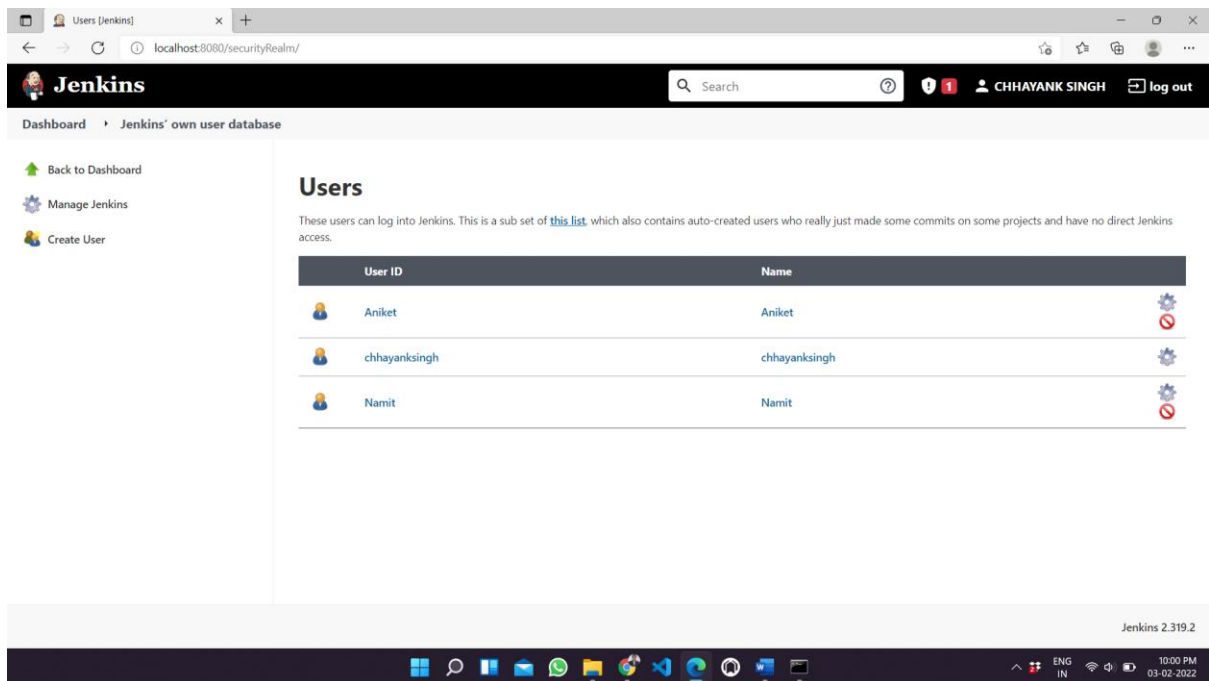 Users [Jenkins]
localhost:8080/securityRealm/
Jenkins
Search
1
CHHAYANK SINGH
log out
Dashboard
Jenkins' own user database
Back to Dashboard
Manage Jenkins
Create User
Users
These users can log into Jenkins. This is a sub set of this list, which also contains auto-created users who really just made some commits on some projects and have no direct Jenkins
access.
User ID Name
Aniket Aniket
chhayanksingh chhayanksingh
Namit Namit
Jenkins 2.319.2
ENG
IN
10:00 PM
03-02-2022